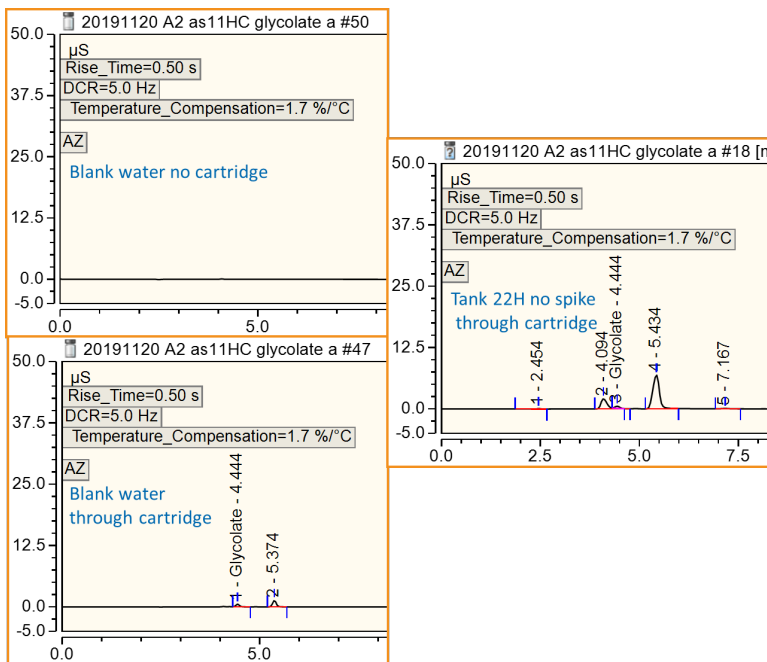 20191120 A2 as11HC glycolate a #50
50.0
µS
Rise_Time=0.50 s
37.5
DCR=5.0 Hz
Temperature_Compensation=1.7 %/°C
AZ
25.0
Blank water no cartridge
12.5
0.0
-5.0
0.0
5.0
20191120 A2 as11HC glycolate a #47
50.0
µS
Rise_Time=0.50 s
37.5
DCR=5.0 Hz
Temperature_Compensation=1.7 %/°C
AZ
25.0
Blank water
through cartridge
12.5
1 - Glycolate - 4.444
2 - 5.374
0.0
-5.0
0.0
5.0
20191120 A2 as11HC glycolate a #18 [m
50.0
µS
Rise_Time=0.50 s
37.5
DCR=5.0 Hz
Temperature_Compensation=1.7 %/°C
AZ
25.0
Tank 22H no spike
through cartridge
12.5
1 - 2.454
2 - 4.094
3 - Glycolate - 4.444
4 - 5.434
5 - 7.167
0.0
-5.0
0.0
2.5
5.0
7.5